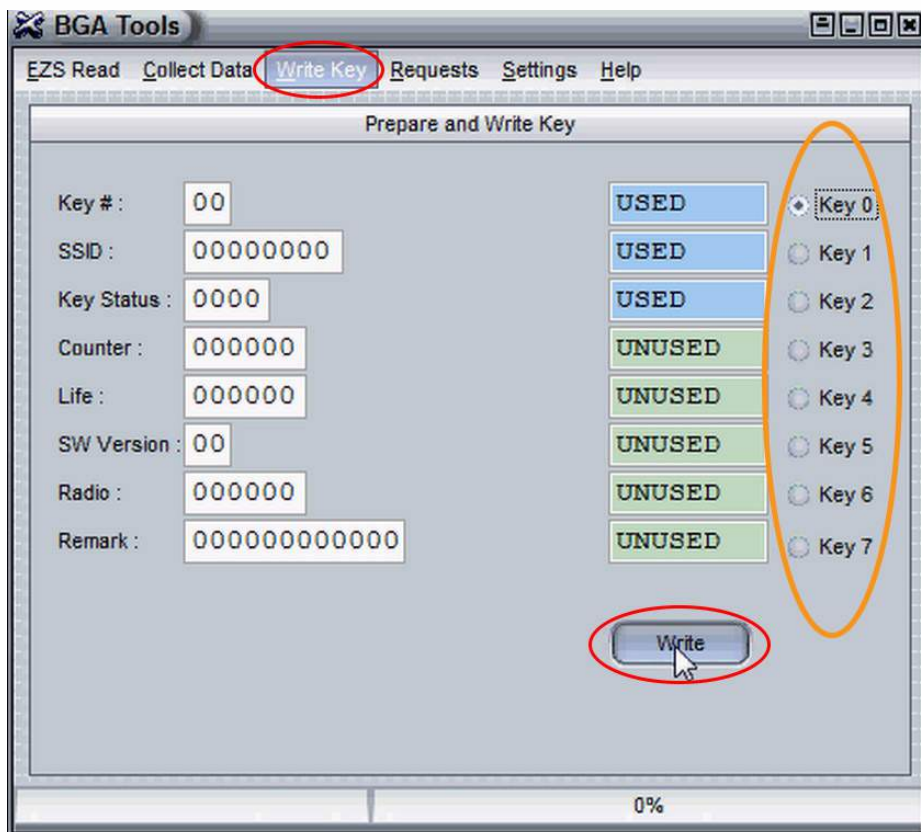 BGA Tools
EZS Read Collect Data Write Key Requests Settings Help
Prepare and Write Key
Key # : 00 USED Key 0
SSID : 00000000 USED Key 1
Key Status : 0000 USED Key 2
Counter : 000000 UNUSED Key 3
Life : 000000 UNUSED Key 4
SW Version : 00 UNUSED Key 5
Radio : 000000 UNUSED Key 6
Remark : 000000000000 UNUSED Key 7
Write
0%